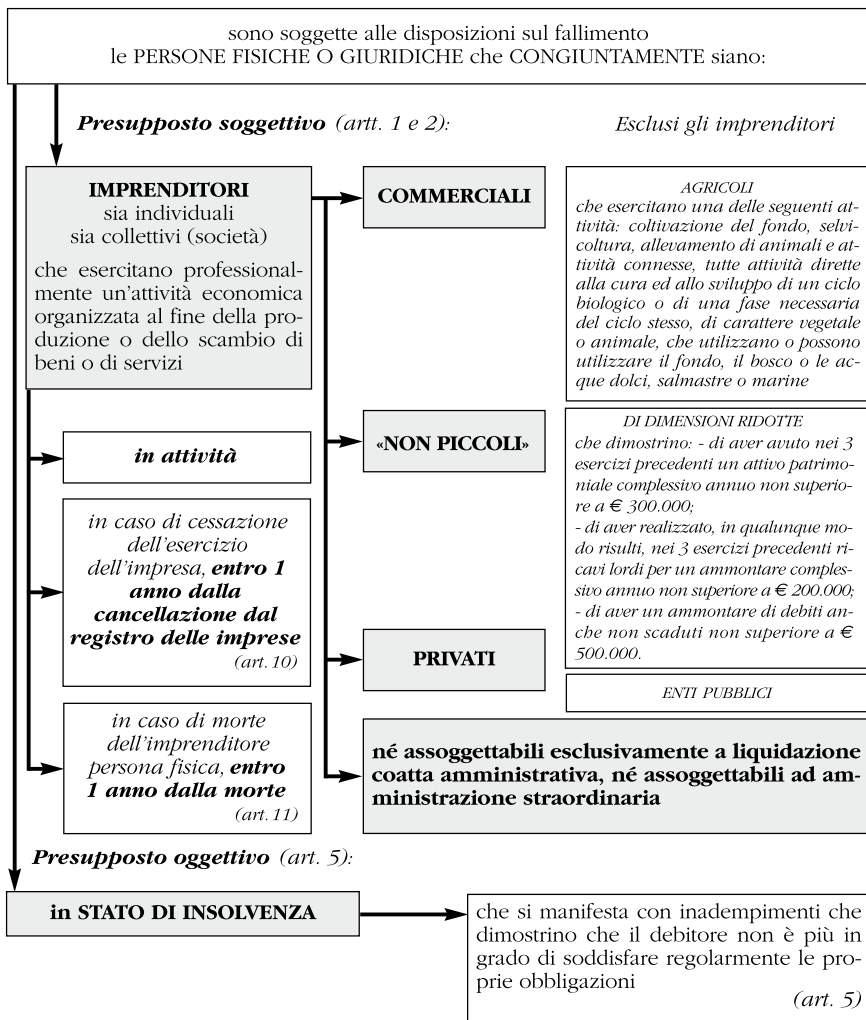 sono soggette alle disposizioni sul fallimento
le PERSONE FISICHE O GIURIDICHE che CONGIUNTAMENTE siano:
Presupposto soggettivo (artt. 1 e 2):
Esclusi gli imprenditori
IMPRENDITORI
sia individuali
sia collettivi (società)
che esercitano professional-
mente un'attività economica
organizzata al fine della pro-
duzione o dello scambio di
beni o di servizi
COMMERCIALI
AGRICOLI
che esercitano una delle seguenti at-
tività: coltivazione del fondo, selvi-
coltura, allevamento di animali e at-
tività connesse, tutte attività dirette
alla cura ed allo sviluppo di un ciclo
biologico o di una fase necessaria
del ciclo stesso, di carattere vegetale
o animale, che utilizzano o possono
utilizzare il fondo, il bosco o le ac-
que dolci, salmastre o marine
in attività
«NON PICCOLI»
DI DIMENSIONI RIDOTTE
che dimostrino: - di aver avuto nei 3
esercizi precedenti un attivo patrimo-
niale complessivo annuo non superio-
re a € 300.000;
- di aver realizzato, in qualunque mo-
do risulti, nei 3 esercizi precedenti ri-
cavi lordi per un ammontare comples-
sivo annuo non superiore a € 200.000;
- di aver un ammontare di debiti an-
che non scaduti non superiore a €
500.000.
in caso di cessazione
dell'esercizio
dell'impresa, entro 1
anno dalla
cancellazione dal
registro delle imprese
(art. 10)
PRIVATI
ENTI PUBBLICI
in caso di morte
dell'imprenditore
persona fisica, entro
1 anno dalla morte
(art. 11)
né assoggettabili esclusivamente a liquidazione
coatta amministrativa, né assoggettabili ad am-
ministrazione straordinaria
Presupposto oggettivo (art. 5):
in STATO DI INSOLVENZA
che si manifesta con inadempimenti che
dimostrino che il debitore non è più in
grado di soddisfare regolarmente le pro-
prie obbligazioni
(art. 5)